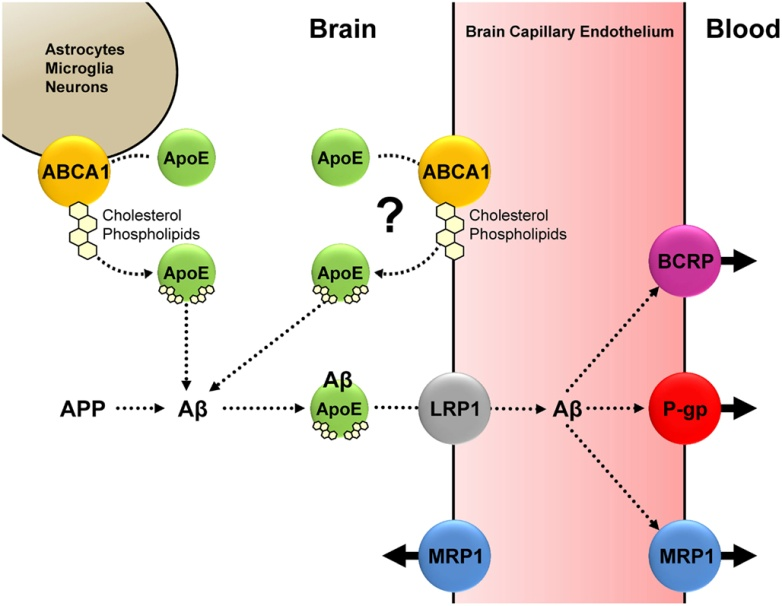 Brain
Brain Capillary Endothelium
Blood
Astrocytes
Microglia
Neurons
ABCA1
ApoE
ApoE
ABCA1
Cholesterol
Phospholipids
?
Cholesterol
Phospholipids
ApoE
ApoE
BCRP
APP
Aβ
Aβ
ApoE
LRP1
Aβ
P-gp
MRP1
MRP1